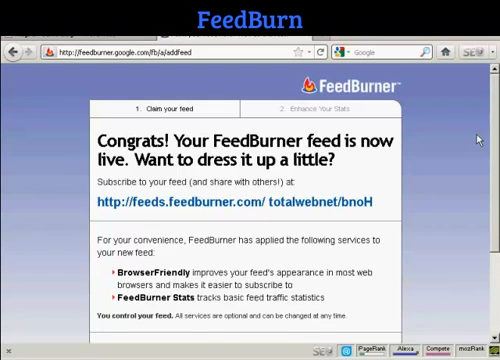 FeedBurn
http://feedburner.google.com/fb/a/addfeed
Google
FeedBurner
1. Claim your feed
2. Enhance Your Stats
Congrats! Your FeedBurner feed is now
live. Want to dress it up a little?
Subscribe to your feed (and share with others!) at:
http://feeds.feedburner.com/ totalwebnet/bnoH
For your convenience, FeedBurner has applied the following services to
your new feed:
BrowserFriendly improves your feed's appearance in most web
browsers and makes it easier to subscribe to
FeedBurner Stats tracks basic feed traffic statistics
You control your feed. All services are optional and can be changed at any time.
PageRank
Alexa
Compete
mozRank